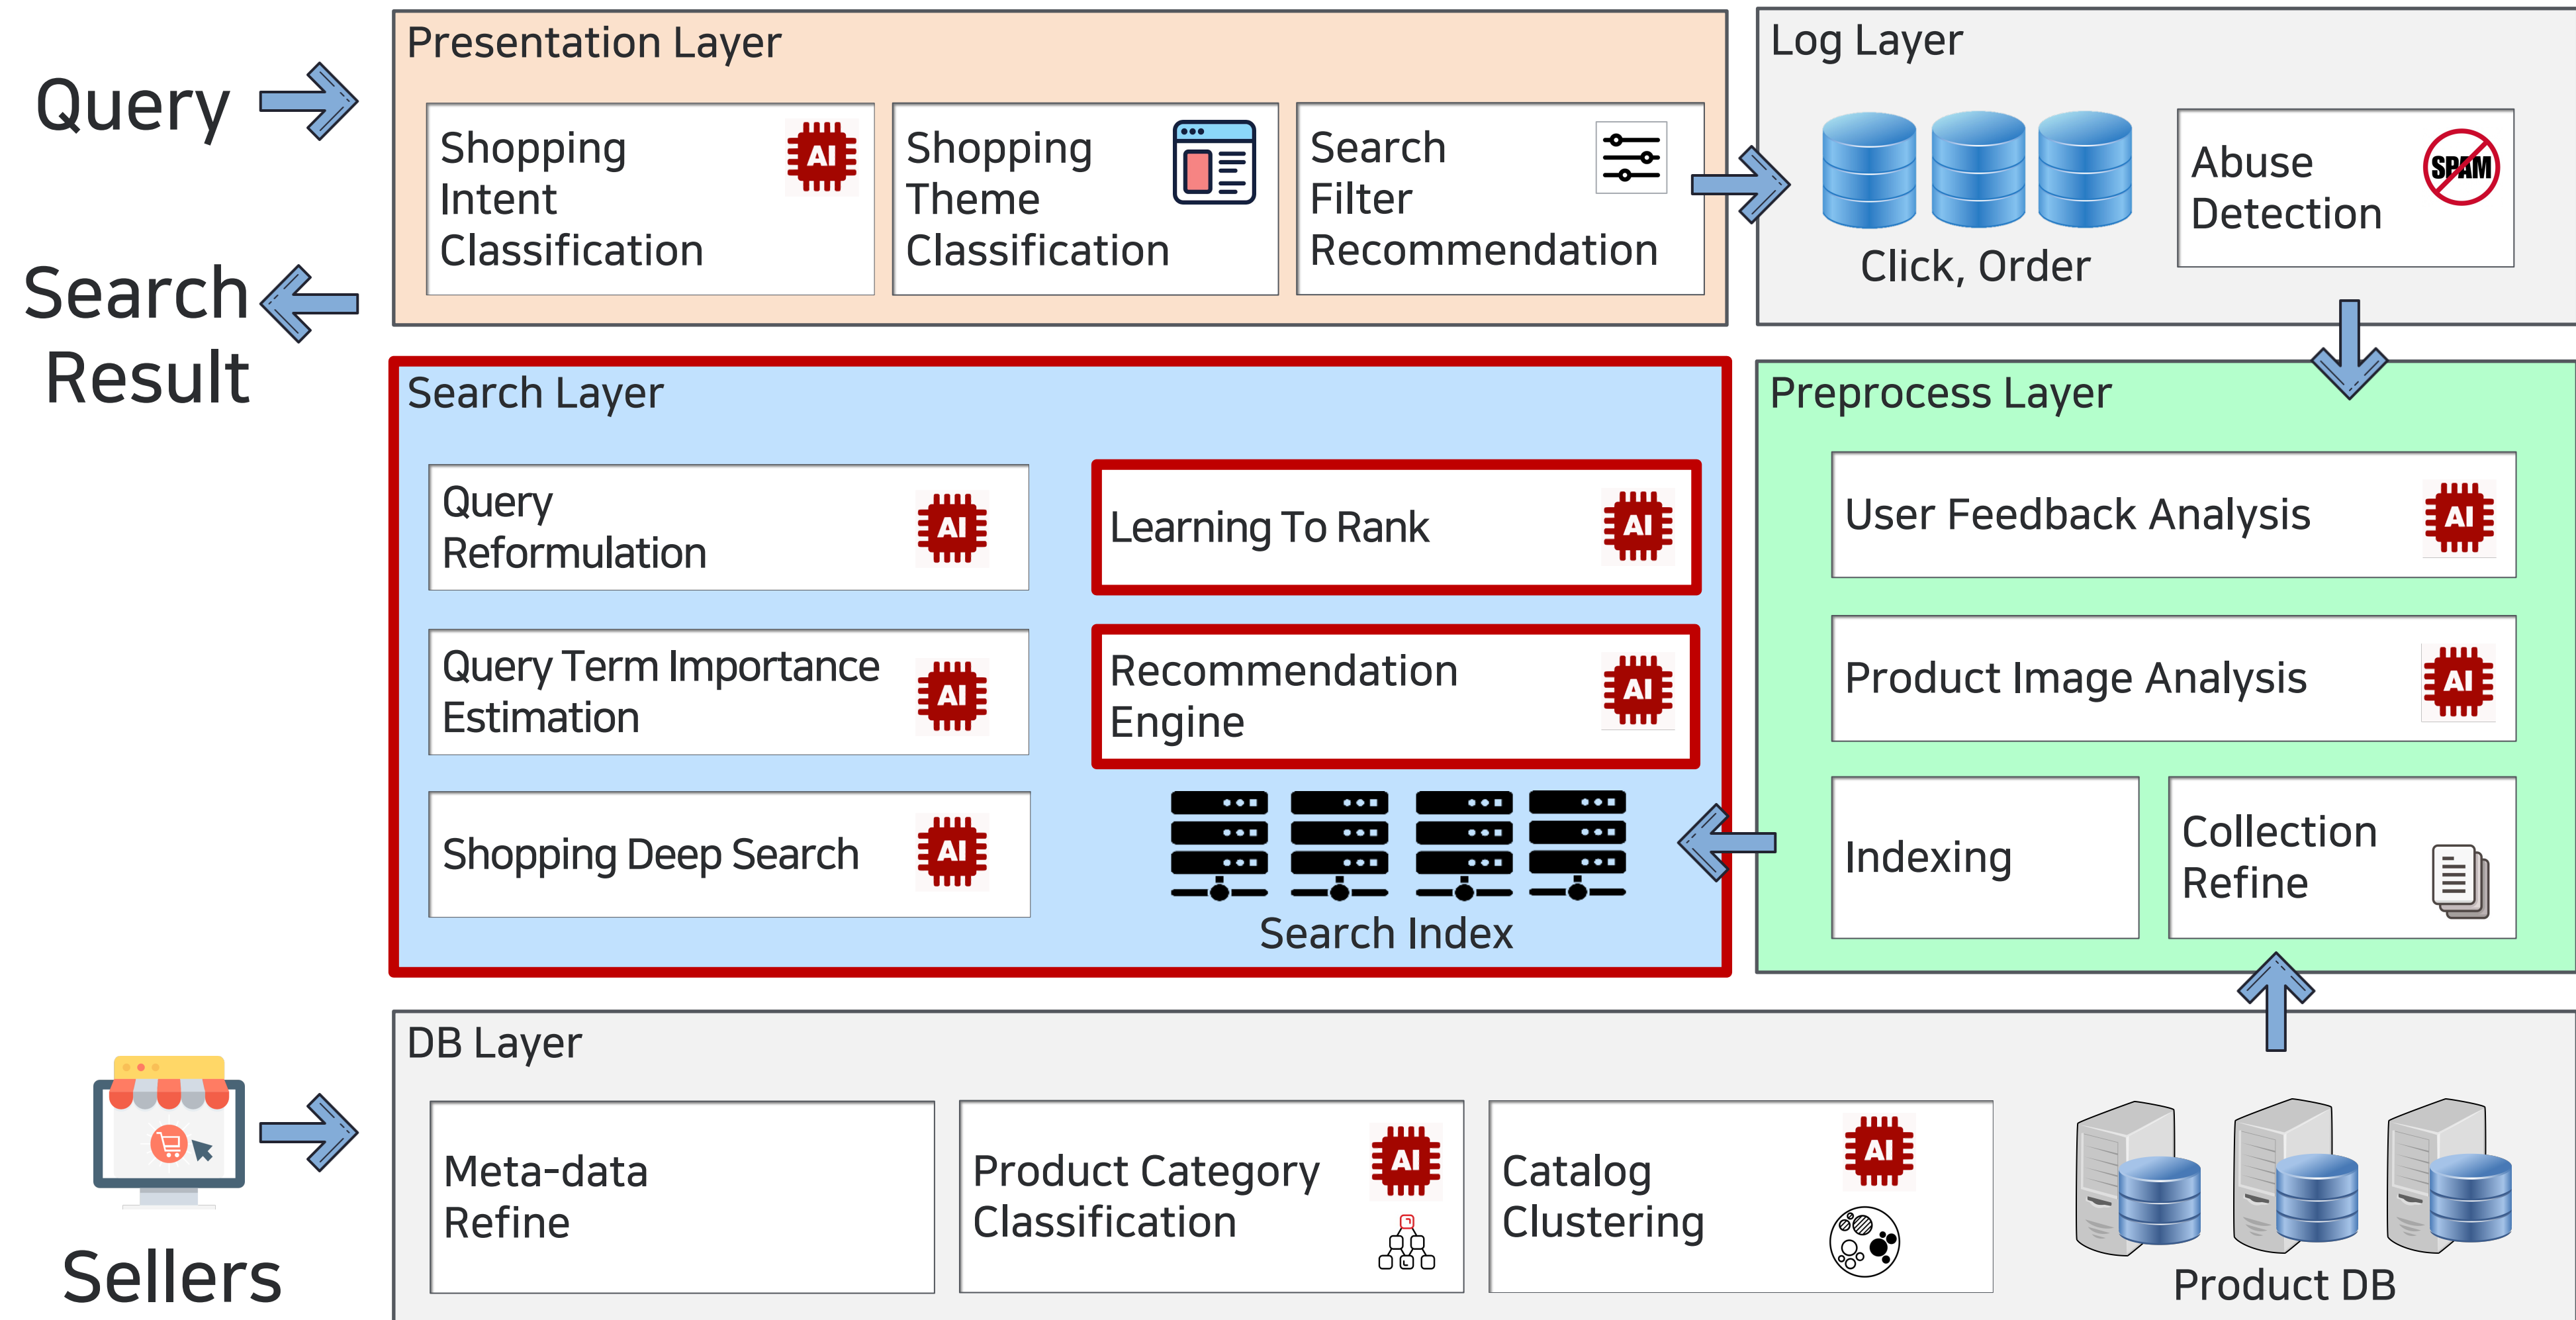 Query
Search
Result
Presentation Layer
Shopping
Intent
Classification
AI
Shopping
Theme
Classification
Search
Filter
Recommendation
Log Layer
Click, Order
Abuse
Detection
SPAM
Search Layer
Query
Reformulation
AI
Learning To Rank
AI
Query Term Importance
Estimation
AI
Recommendation
Engine
AI
Shopping Deep Search
AI
Search Index
Preprocess Layer
User Feedback Analysis
AI
Product Image Analysis
AI
Indexing
Collection
Refine
Sellers
DB Layer
Meta-data
Refine
Product Category
Classification
AI
Catalog
Clustering
AI
Product DB